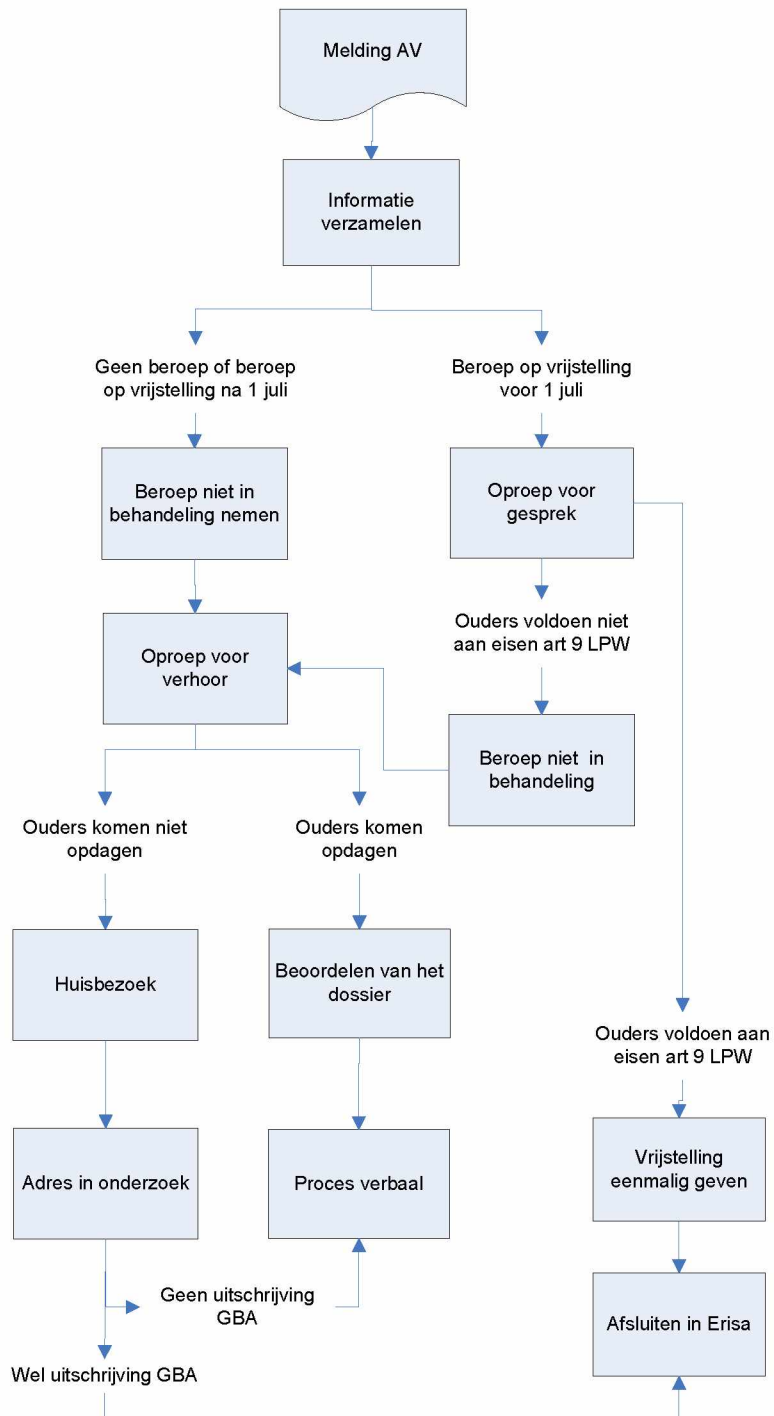 Melding AV
Informatie
verzamelen
Geen beroep of beroep
op vrijstelling na 1 juli
Beroep op vrijstelling
voor 1 juli
Beroep niet in
behandeling nemen
Oproep voor
gesprek
Ouders voldoen niet
aan eisen art 9 LPW
Oproep voor
verhoor
Beroep niet in
behandeling
Ouders komen niet
opdagen
Ouders komen
opdagen
Huisbezoek
Beoordelen van het
dossier
Ouders voldoen aan
eisen art 9 LPW
Adres in onderzoek
Proces verbaal
Vrijstelling
eenmalig geven
Geen uitschrijving
GBA
Afsluiten in Erisa
Wel uitschrijving GBA